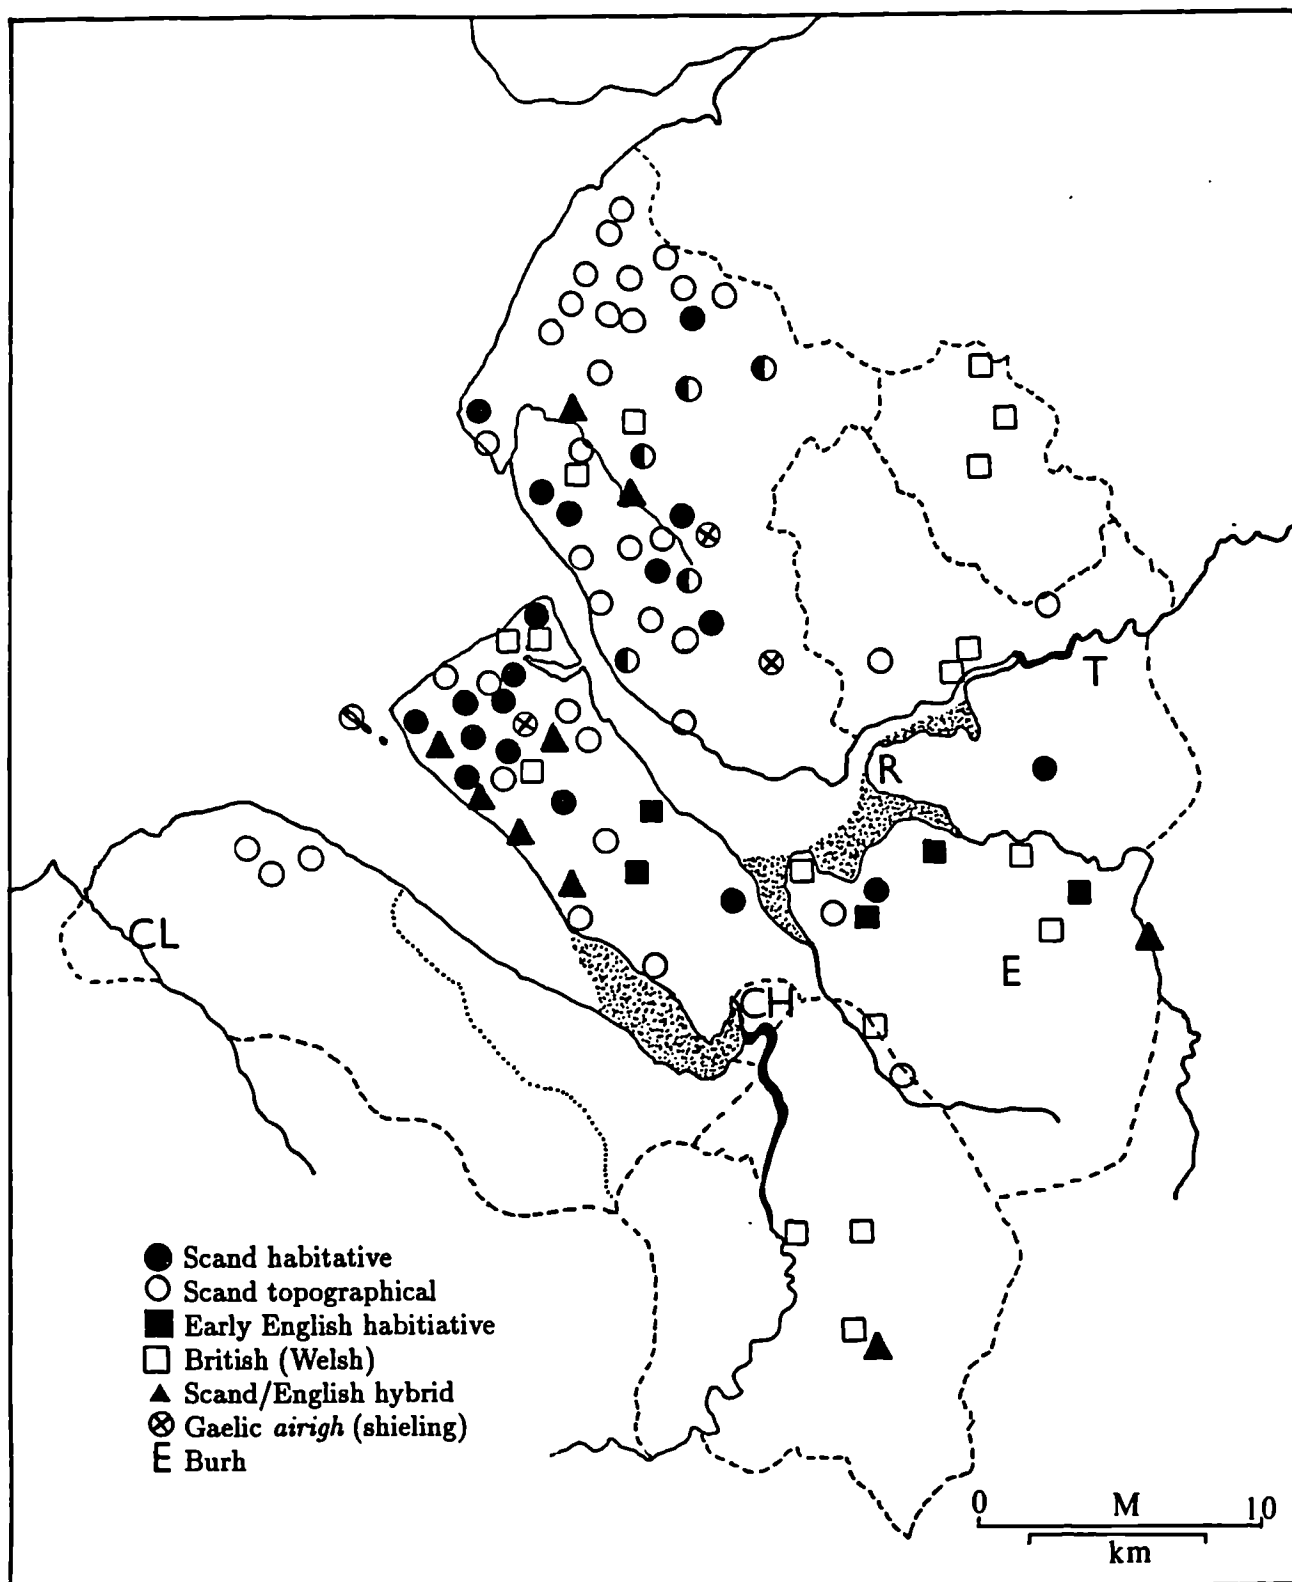 T
R
CL
E
CH
Scand habitative
Scand topographical
Early English habitiative
British (Welsh)
Scand/English hybrid
Gaelic airigh (shieling)
E Burh
0 M 10
km